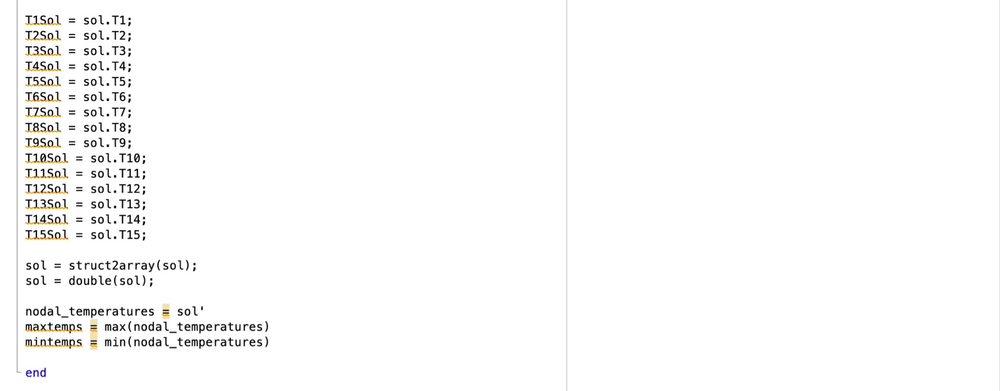 T1Sol = sol.T1;
T2Sol = sol.T2;
T3Sol = sol.T3;
T4Sol = sol.T4;
T5Sol = sol.T5;
T6Sol = sol.T6;
T7Sol = sol.T7;
T8Sol = sol.T8;
T9Sol = sol.T9;
T10Sol = sol.T10;
T11Sol = sol.T11;
T12Sol = sol.T12;
T13Sol = sol.T13;
T14Sol = sol.T14;
T15Sol = sol.T15;
sol = struct2array(sol);
sol = double(sol);
nodal_temperatures = sol'
maxtemps = max(nodal_temperatures)
mintemps = min(nodal_temperatures)
end